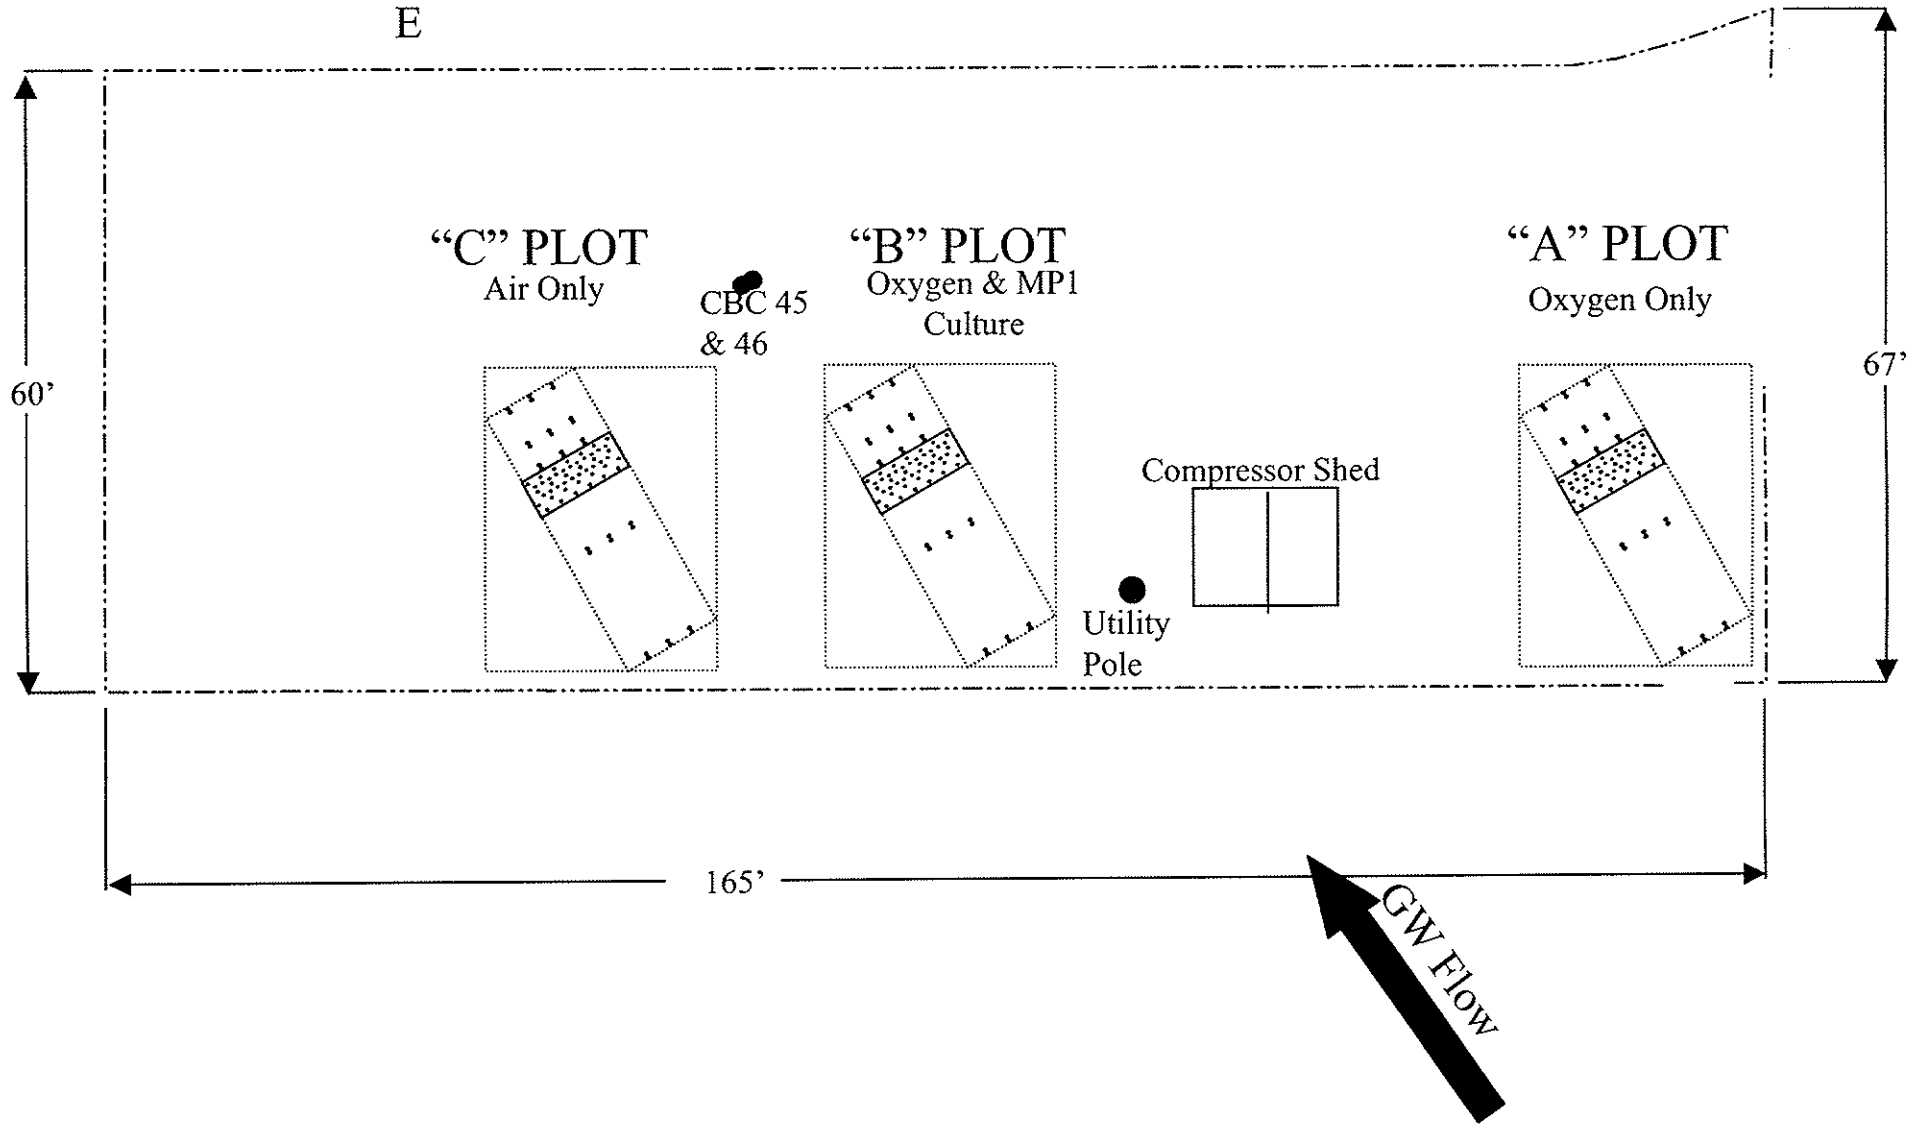 E
“C” PLOT
Air Only
CBC 45
& 46
“B” PLOT
Oxygen & MP1
Culture
“A” PLOT
Oxygen Only
60’
67’
Compressor Shed
Utility
Pole
165’
GW Flow